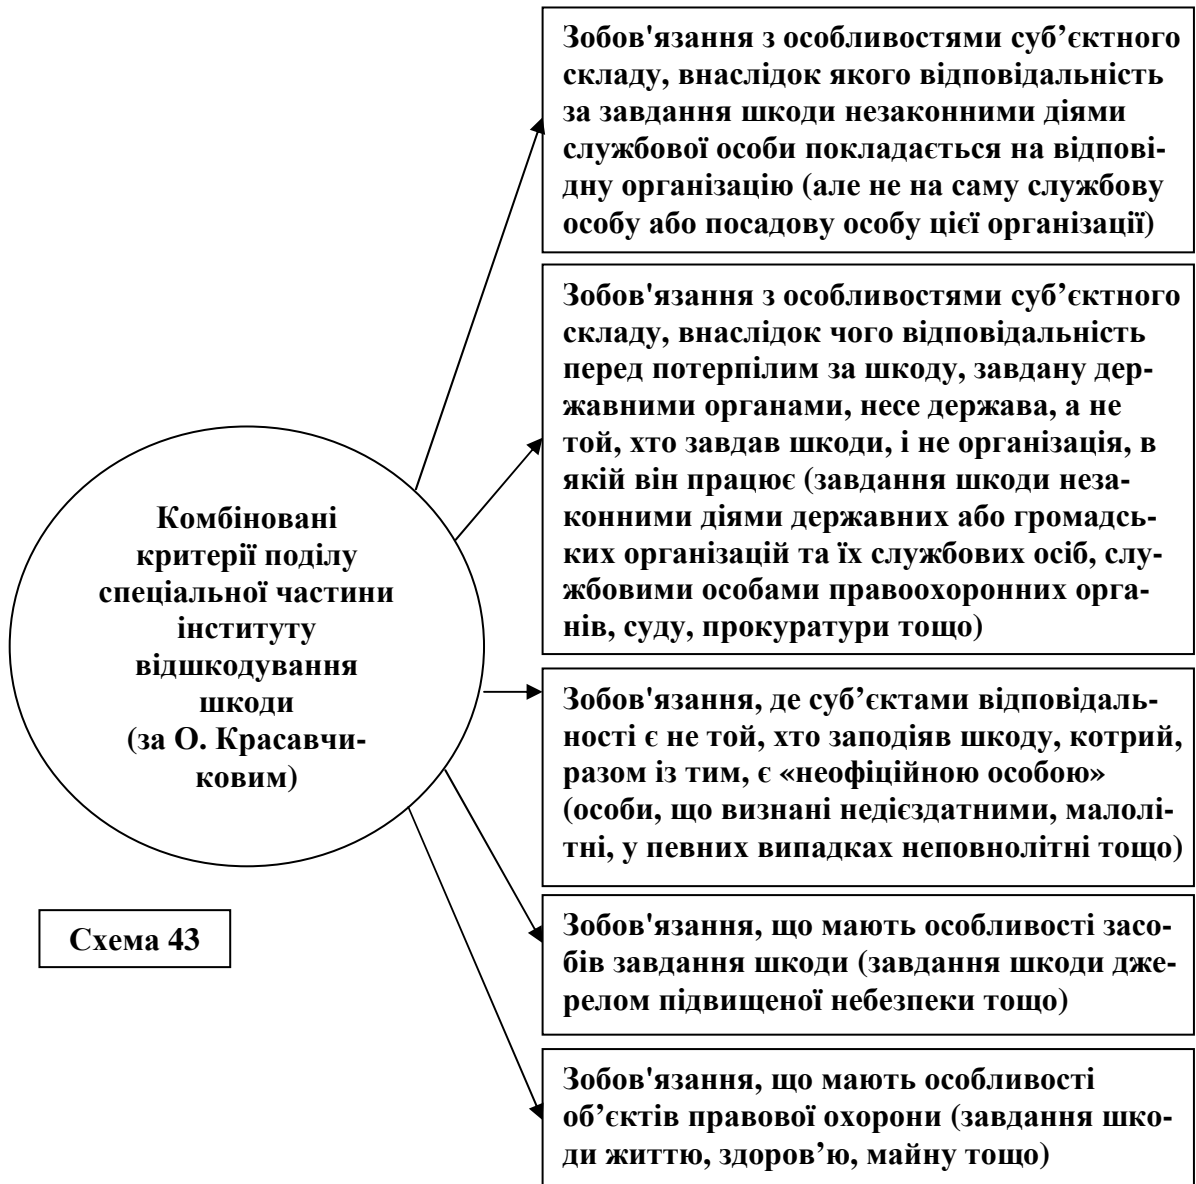 Зобов'язання з особливостями суб’єктного
складу, внаслідок якого відповідальність
за завдання шкоди незаконними діями
службової особи покладається на відпові-
дну організацію (але не на саму службову
особу або посадову особу цієї організації)
Зобов'язання з особливостями суб’єктного
складу, внаслідок чого відповідальність
перед потерпілим за шкоду, завдану дер-
жавними органами, несе держава, а не
той, хто завдав шкоди, і не організація, в
якій він працює (завдання шкоди неза-
конними діями державних або громадсь-
ких організацій та їх службових осіб, слу-
жбовими особами правоохоронних орга-
нів, суду, прокуратури тощо)
Комбіновані
критерії поділу
спеціальної частини
інституту
відшкодування
шкоди
(за О. Красавчи-
ковим)
Зобов'язання, де суб’єктами відповідаль-
ності є не той, хто заподіяв шкоду, котрий,
разом із тим, є «неофіційною особою»
(особи, що визнані недієздатними, малолі-
тні, у певних випадках неповнолітні тощо)
Зобов'язання, що мають особливості засо-
бів завдання шкоди (завдання шкоди дже-
релом підвищеної небезпеки тощо)
Зобов'язання, що мають особливості
об’єктів правової охорони (завдання шко-
ди життю, здоров’ю, майну тощо)
Схема 43